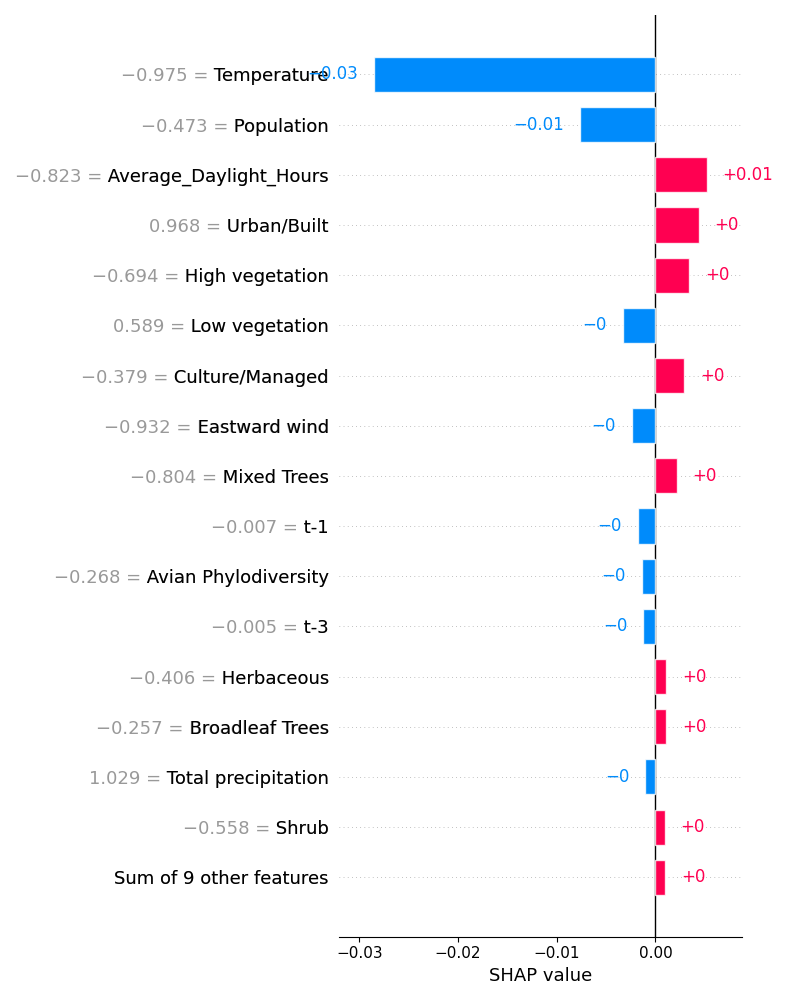 −0.975 = Temperature −0.03
−0.473 = Population −0.01
−0.823 = Average_Daylight_Hours +0.01
0.968 = Urban/Built +0
−0.694 = High vegetation +0
0.589 = Low vegetation −0
−0.379 = Culture/Managed +0
−0.932 = Eastward wind −0
−0.804 = Mixed Trees +0
−0.007 = t-1 −0
−0.268 = Avian Phylodiversity −0
−0.005 = t-3 −0
−0.406 = Herbaceous +0
−0.257 = Broadleaf Trees +0
1.029 = Total precipitation −0
−0.558 = Shrub +0
Sum of 9 other features +0
−0.03 −0.02 −0.01 0.00
SHAP value